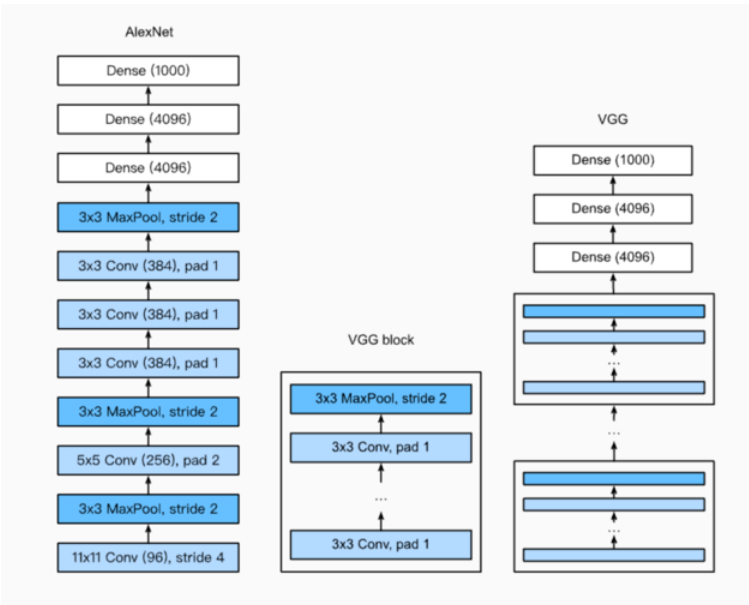 AlexNet
Dense (1000)
Dense (4096)
Dense (4096)
3x3 MaxPool, stride 2
3x3 Conv (384), pad 1
3x3 Conv (384), pad 1
3x3 Conv (384), pad 1
3x3 MaxPool, stride 2
5x5 Conv (256), pad 2
3x3 MaxPool, stride 2
11x11 Conv (96), stride 4
VGG block
3x3 MaxPool, stride 2
3x3 Conv, pad 1
...
3x3 Conv, pad 1
VGG
Dense (1000)
Dense (4096)
Dense (4096)
...
...
...